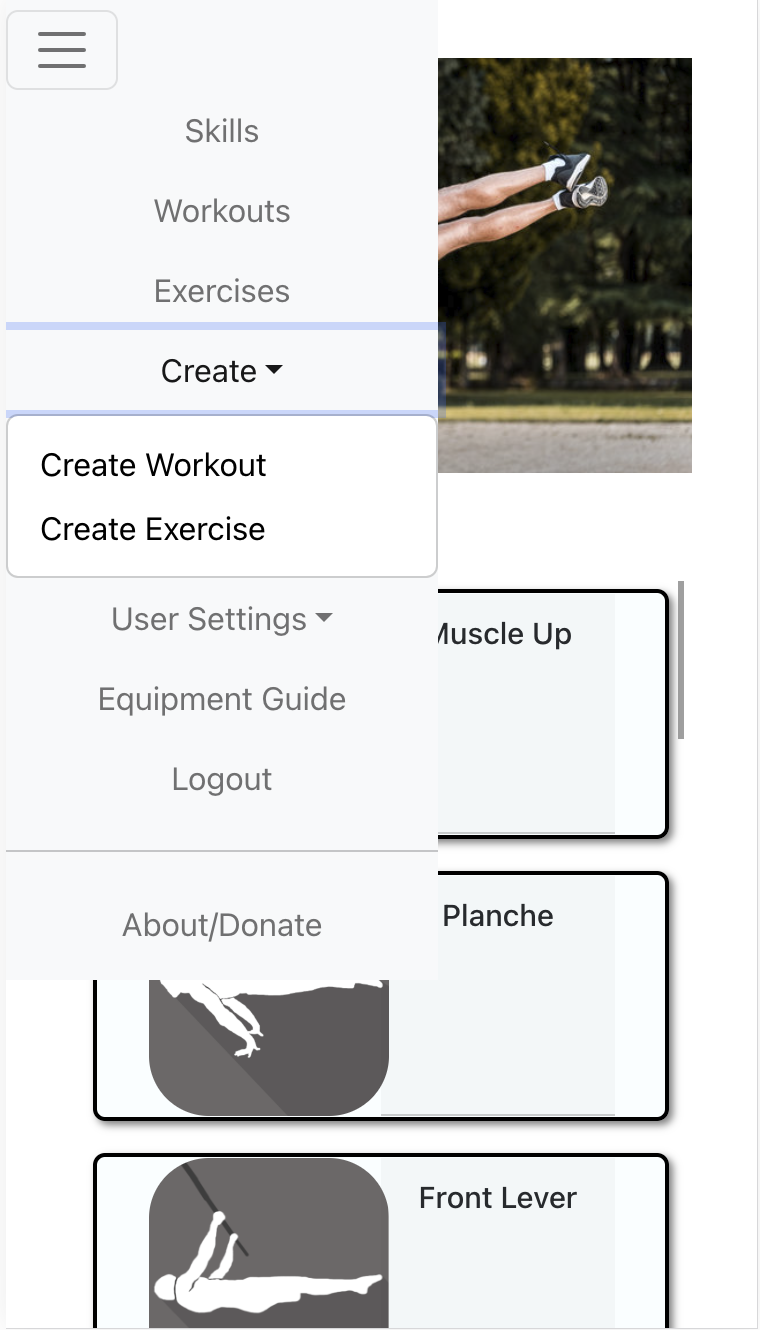 Skills
Workouts
Exercises
Create
Create Workout
Create Exercise
User Settings
Equipment Guide
Logout
About/Donate
Muscle Up
Planche
Front Lever